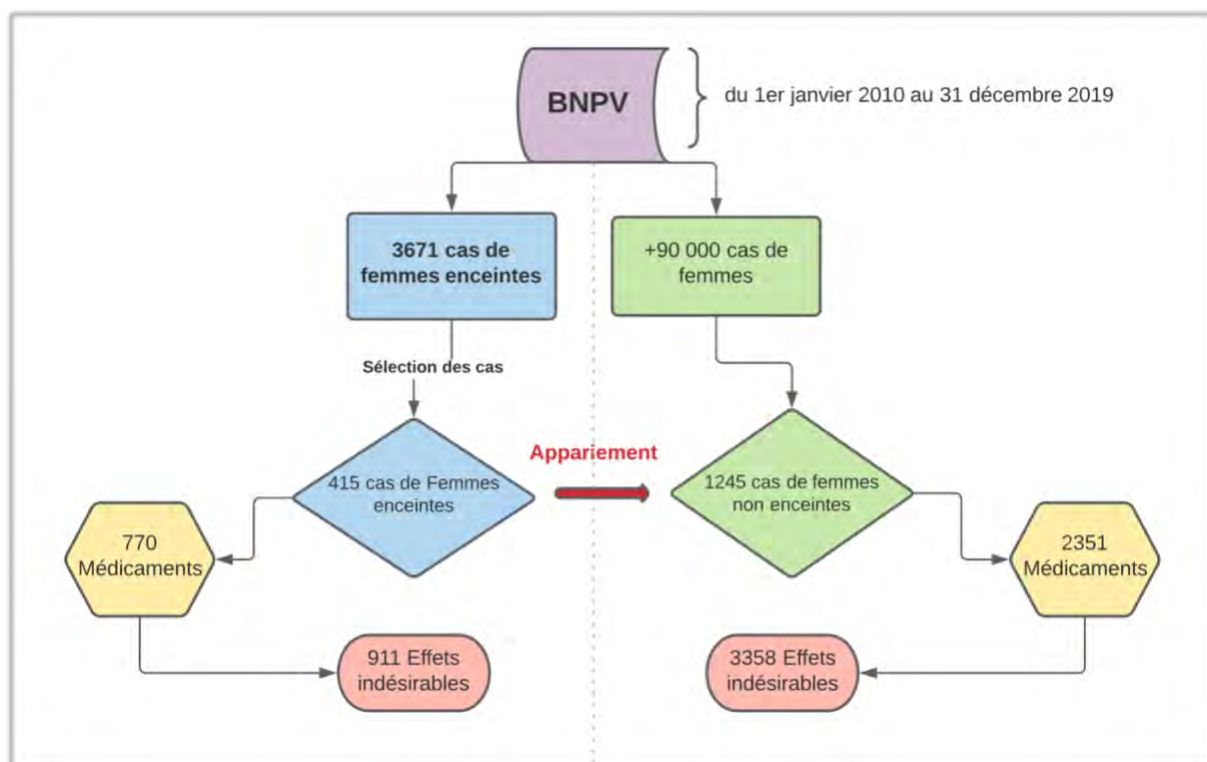 BNPV
du 1er janvier 2010 au 31 décembre 2019
3671 cas de
femmes enceintes
+90 000 cas de
femmes
Sélection des cas
415 cas de Femmes
enceintes
Appariement
1245 cas de femmes
non enceintes
770
Médicaments
2351
Médicaments
911 Effets
indésirables
3358 Effets
indésirables